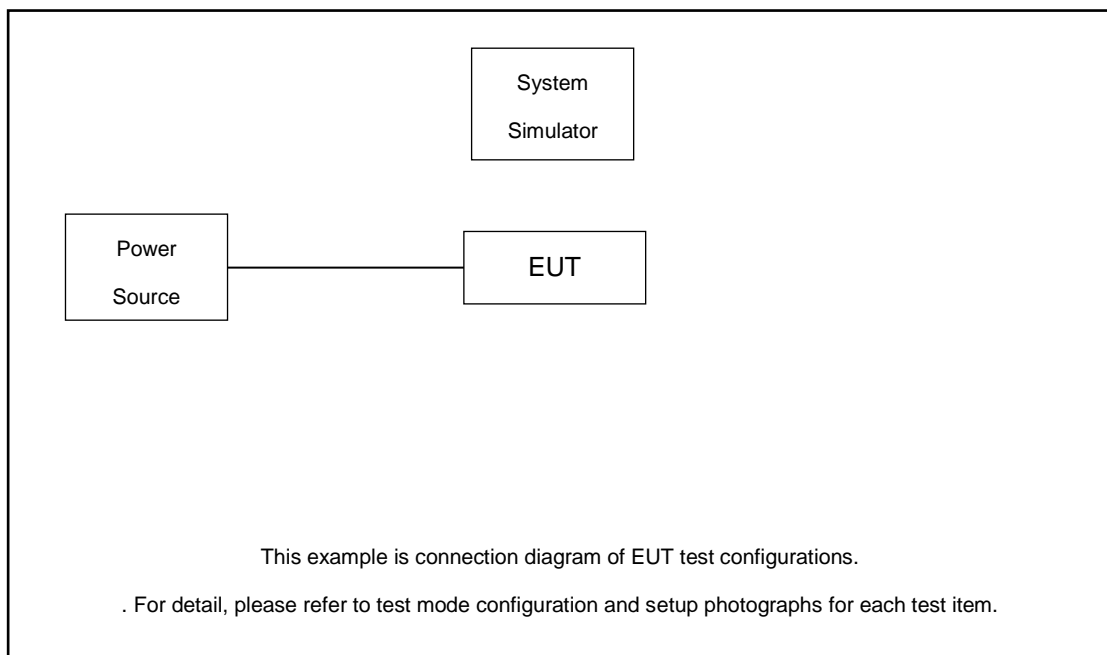 System
Simulator
Power
Source
EUT
This example is connection diagram of EUT test configurations.
. For detail, please refer to test mode configuration and setup photographs for each test item.